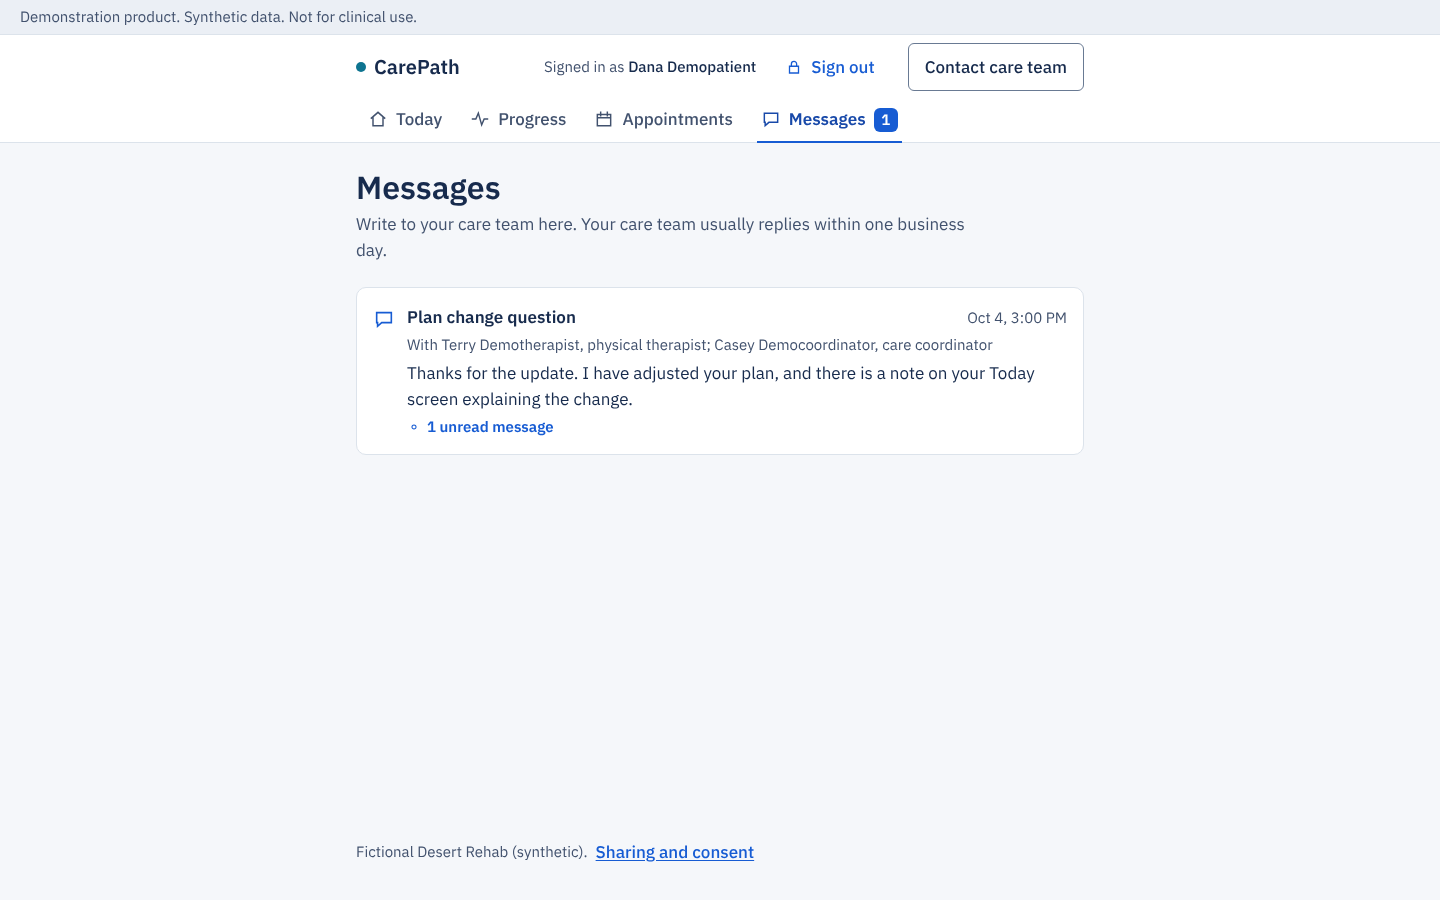 Demonstration product. Synthetic data. Not for clinical use.
CarePath
Signed in as Dana Demopatient
Sign out
Contact care team
Today
Progress
Appointments
Messages 1
Messages
Write to your care team here. Your care team usually replies within one business
day.
Plan change question
Oct 4, 3:00 PM
With Terry Demotherapist, physical therapist; Casey Democoordinator, care coordinator
Thanks for the update. I have adjusted your plan, and there is a note on your Today
screen explaining the change.
1 unread message
Fictional Desert Rehab (synthetic). Sharing and consent